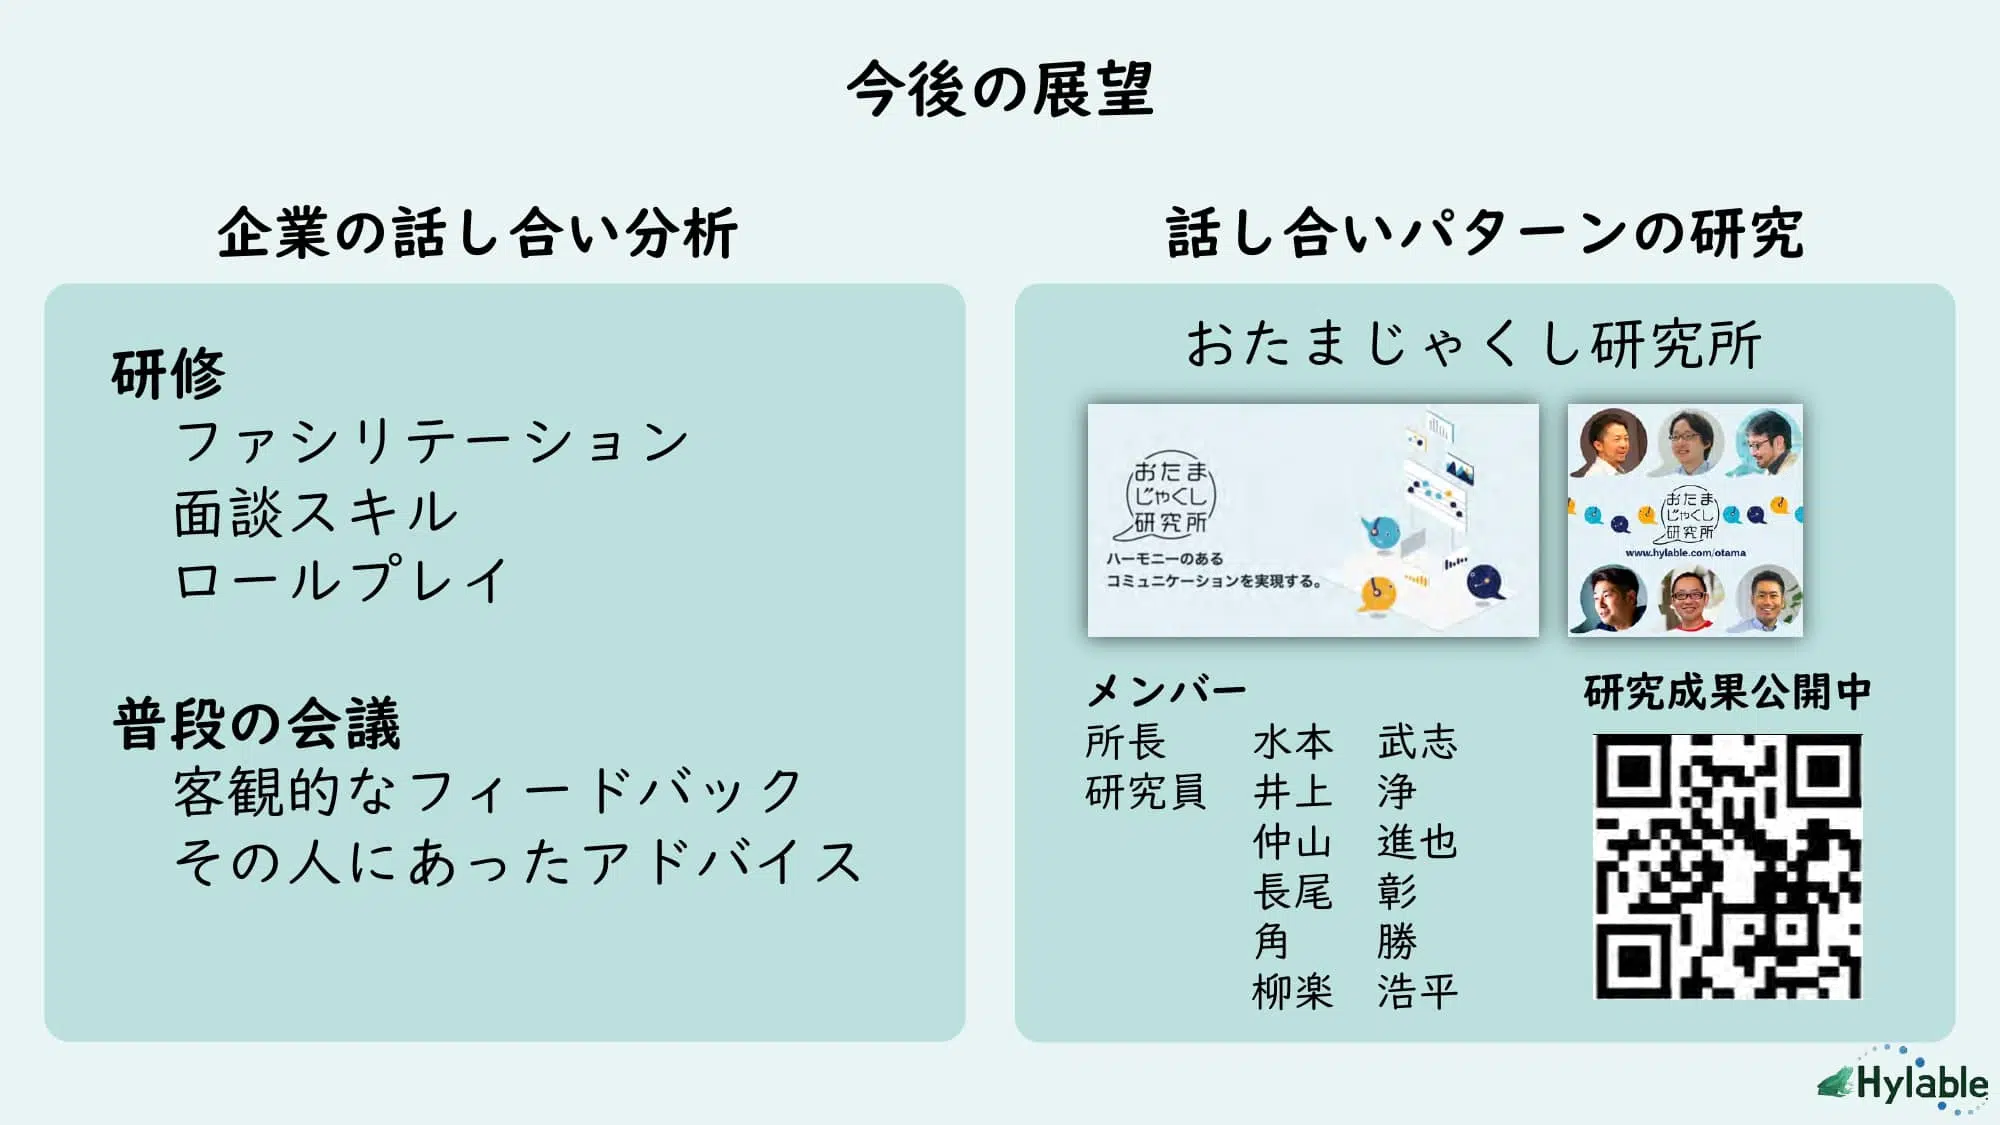 今後の展望
企業の話し合い分析
研修
ファシリテーション
面談スキル
ロールプレイ
普段の会議
客観的なフィードバック
その人にあったアドバイス
話し合いパターンの研究
おたまじゃくし研究所
おたま
じゃくし
研究所
ハーモニーのある
コミュニケーションを実現する。
おたま
じゃくし
研究所
www.hylable.com/otama
メンバー
所長 水本 武志
研究員 井上 浄
仲山 進也
長尾 彰
角 勝
柳楽 浩平
研究成果公開中
Hylable